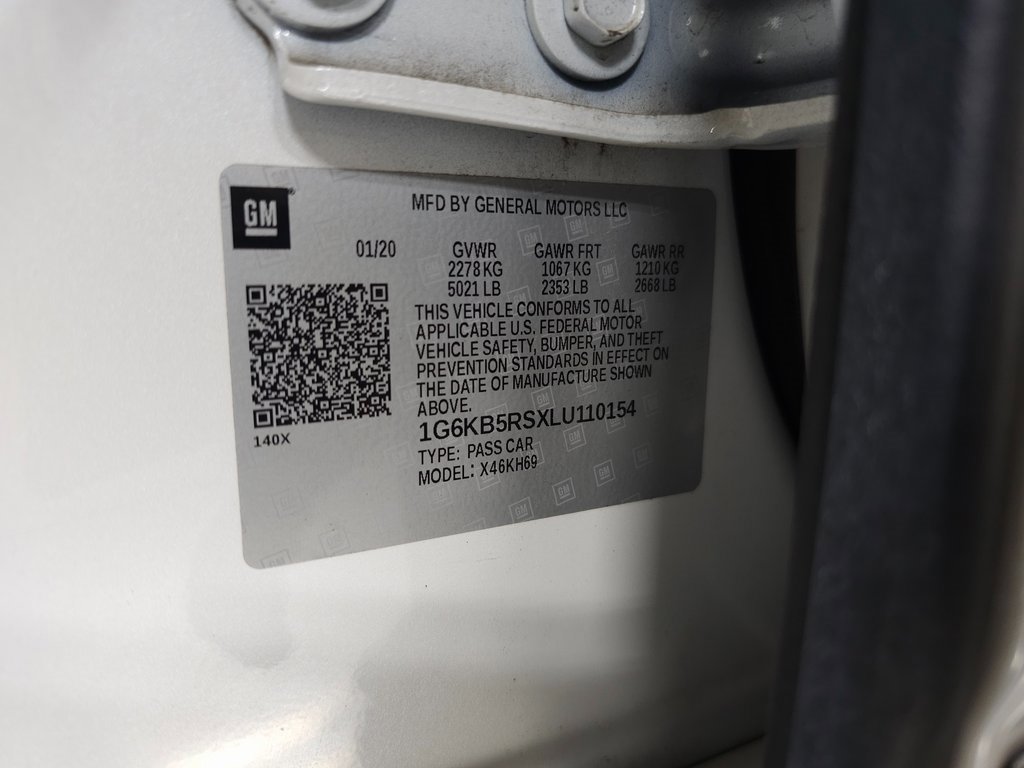 GM
MFD BY GENERAL MOTORS LLC
01/20 GVWR GAWR FRT GAWR RR
2278 KG 1067 KG 1210 KG
5021 LB 2353 LB 2668 LB
THIS VEHICLE CONFORMS TO ALL
APPLICABLE U.S. FEDERAL MOTOR
VEHICLE SAFETY, BUMPER, AND THEFT
PREVENTION STANDARDS IN EFFECT ON
THE DATE OF MANUFACTURE SHOWN
ABOVE.
1G6KB5RSXLU110154
140X
TYPE: PASS CAR
MODEL: X46KH69